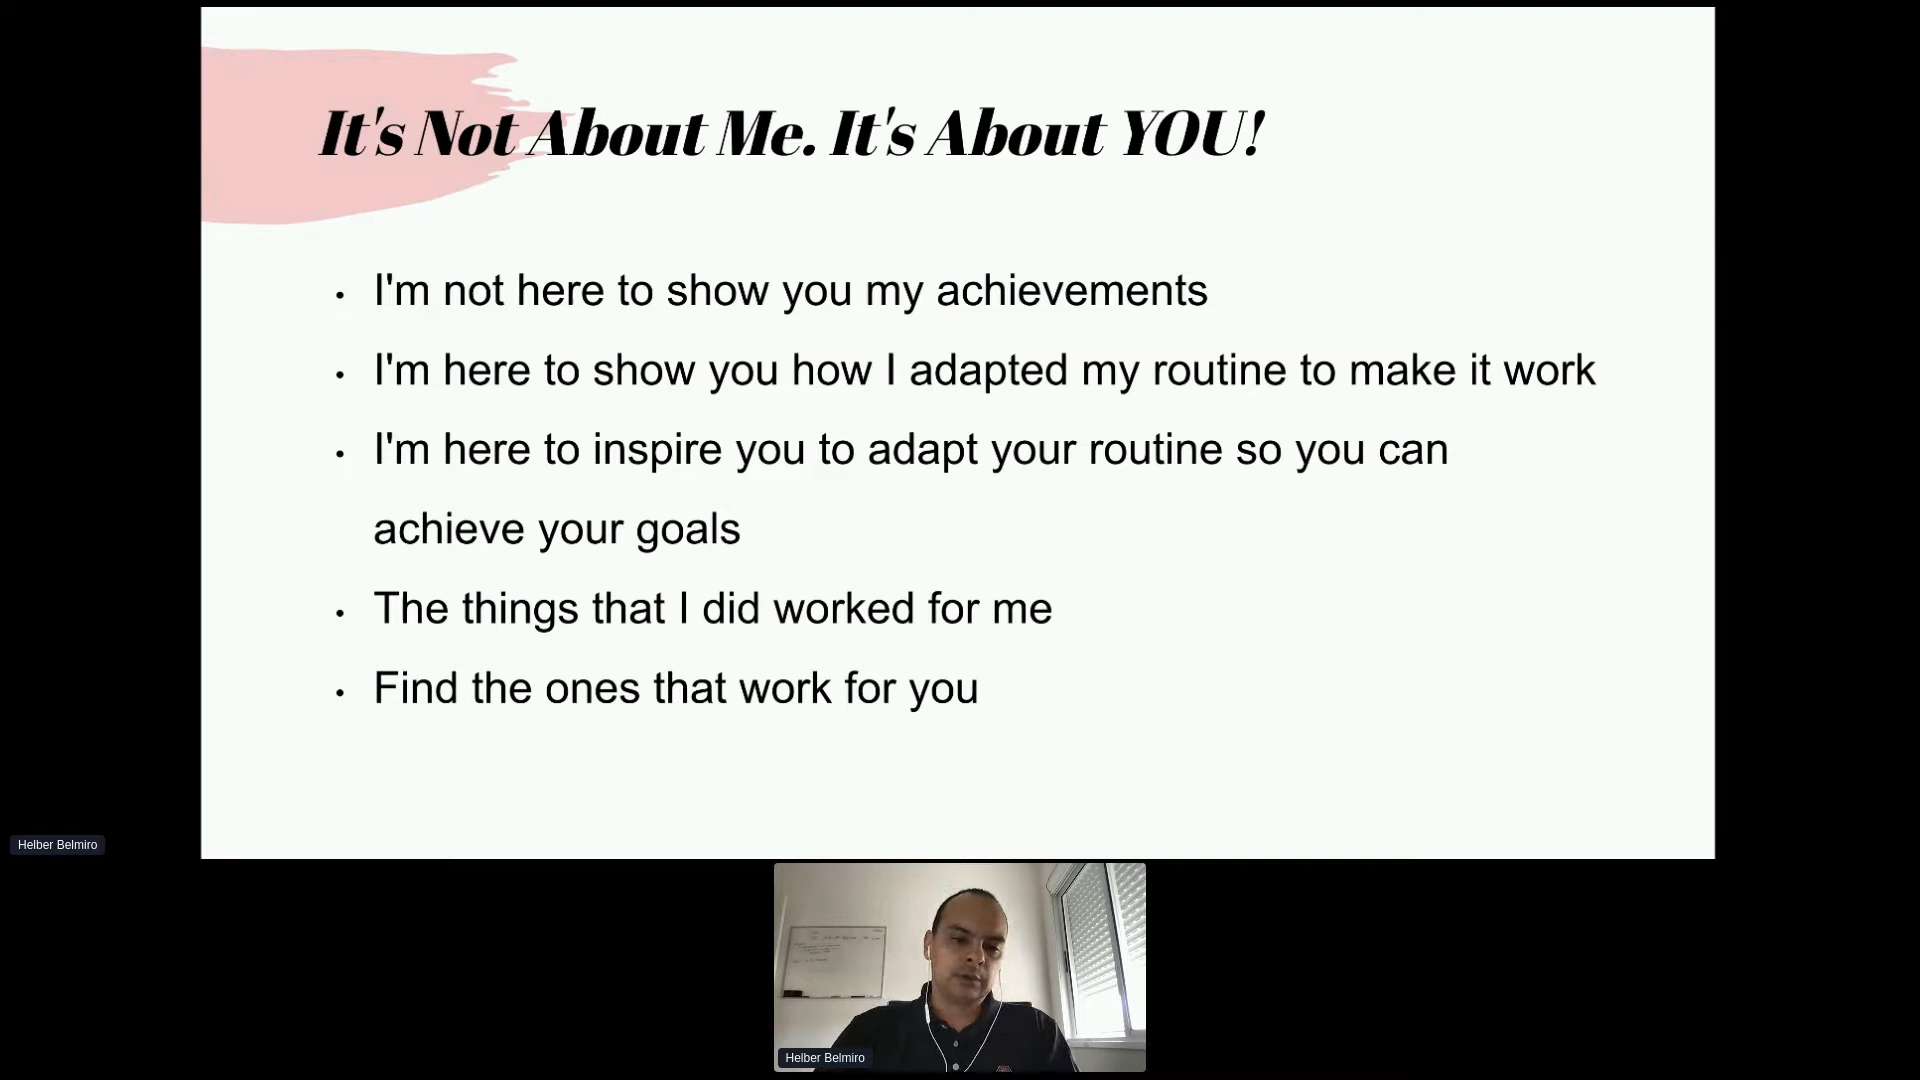 It's Not About Me. It's About YOU!
• I'm not here to show you my achievements
• I'm here to show you how I adapted my routine to make it work
• I'm here to inspire you to adapt your routine so you can
achieve your goals
• The things that I did worked for me
• Find the ones that work for you
Helber Belmiro
Helber Belmiro